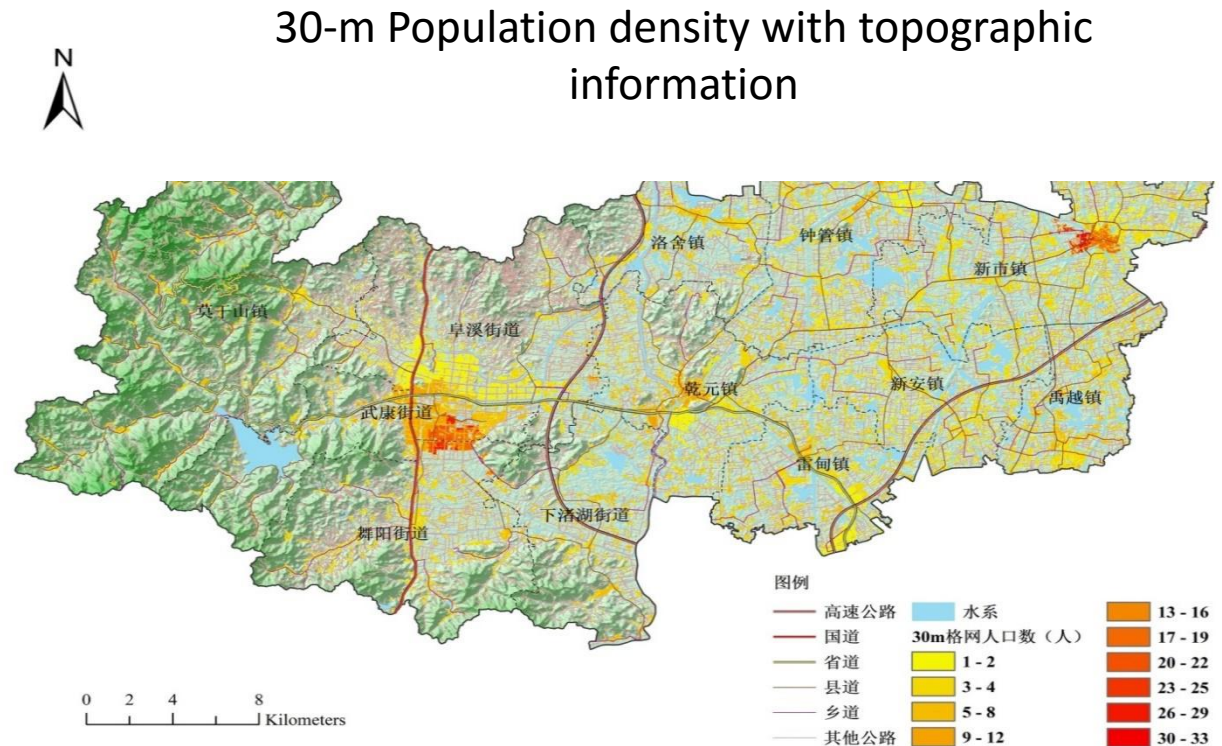 30-m Population density with topographic
information
N
洛舍镇
钟管镇
新市镇
莫干山镇
阜溪街道
乾元镇
新安镇
禹越镇
武康街道
雷甸镇
下渚湖街道
舞阳街道
图例
高速公路
国道
省道
县道
乡道
其他公路
水系
30m格网人口数（人）
1 - 2
3 - 4
5 - 8
9 - 12
13 - 16
17 - 19
20 - 22
23 - 25
26 - 29
30 - 33
0 2 4 8
Kilometers